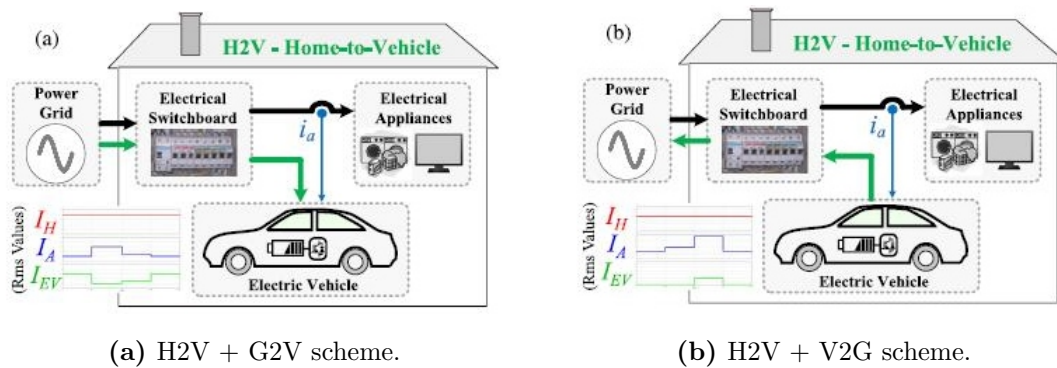 (a)
H2V - Home-to-Vehicle
Power
Grid
Electrical
Switchboard
Electrical
Appliances
i_a
I_H
I_A
I_EV
(Rms Values)
Electric Vehicle
(a) H2V + G2V scheme.
(b)
H2V - Home-to-Vehicle
Power
Grid
Electrical
Switchboard
Electrical
Appliances
i_a
I_H
I_A
I_EV
(Rms Values)
Electric Vehicle
(b) H2V + V2G scheme.